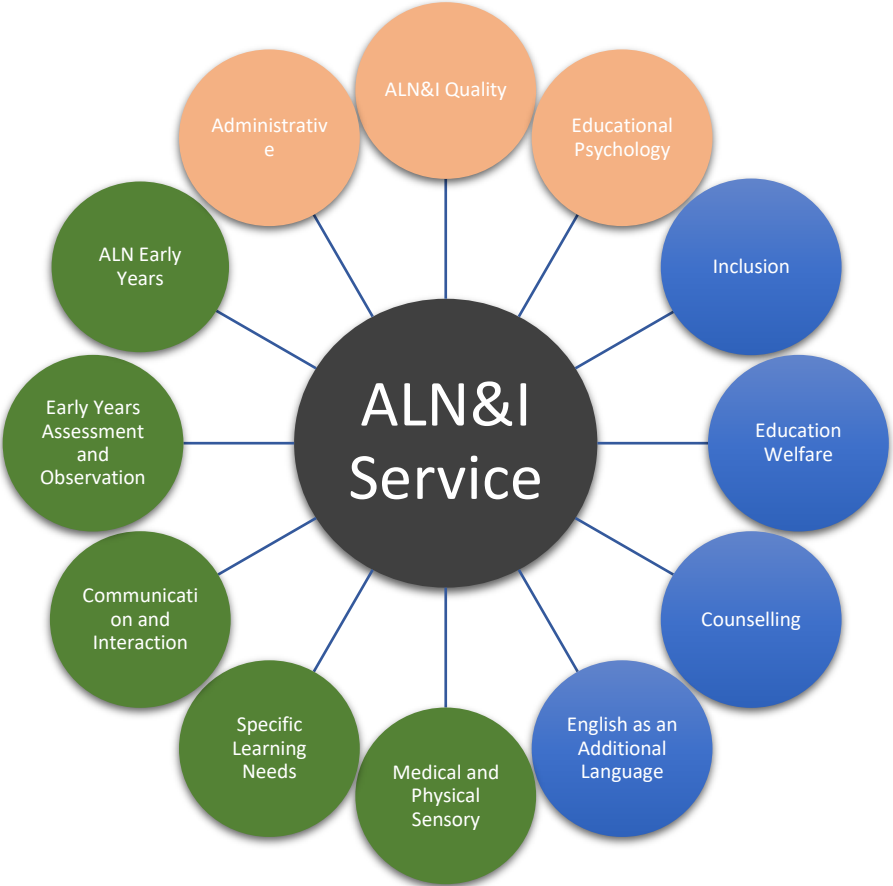 ALN&I Quality
Educational
Psychology
Inclusion
Education
Welfare
Counselling
English as an
Additional
Language
Medical and
Physical
Sensory
Specific
Learning
Needs
Communicati
on and
Interaction
Early Years
Assessment
and
Observation
ALN Early
Years
Administrativ
e
ALN&I
Service